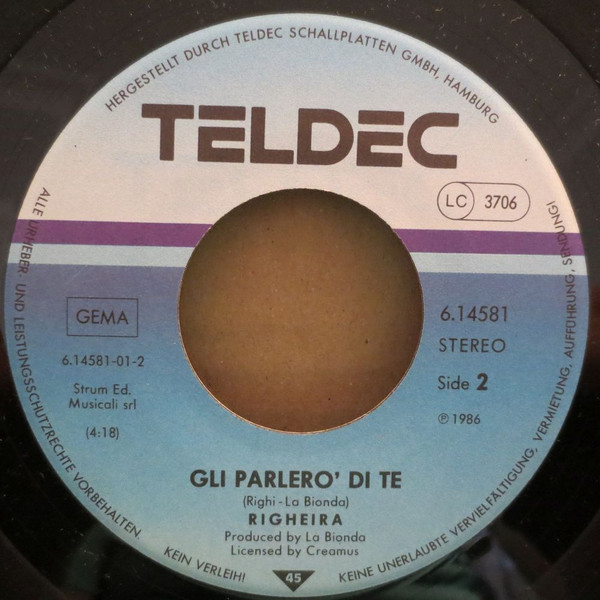 HERGESTELLT DURCH TELDEC SCHALLPLATTEN GMBH, HAMBURG
TELDEC
LC 3706
GEMA
6.14581-01-2
Strum Ed.
Musicali srl
(4:18)
6.14581
STEREO
Side 2
℗ 1986
GLI PARLERO' DI TE
(Righi - La Bionda)
RIGHEIRA
Produced by La Bionda
Licensed by Creamus
45
ALLE URHEBER- UND LEISTUNGSSCHUTZRECHTE VORBEHALTEN.
KEIN VERLEIH!
KEINE UNERLAUBTE VERVIELFÄLTIGUNG, VERMIETUNG, AUFFÜHRUNG, SENDUNG!